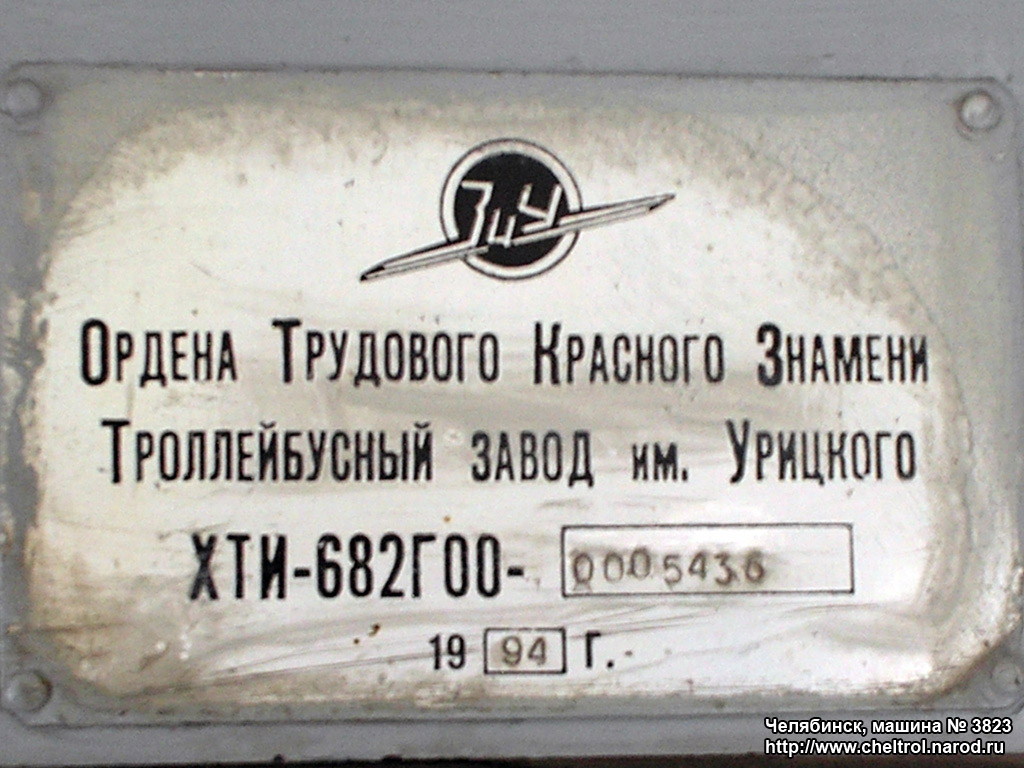 ЗиУ
Ордена Трудового Красного Знамени
Троллейбусный завод им. Урицкого
ХТИ-682Г00- 0005436
19 94 г.
Челябинск, машина № 3823
http://www.cheltrol.narod.ru